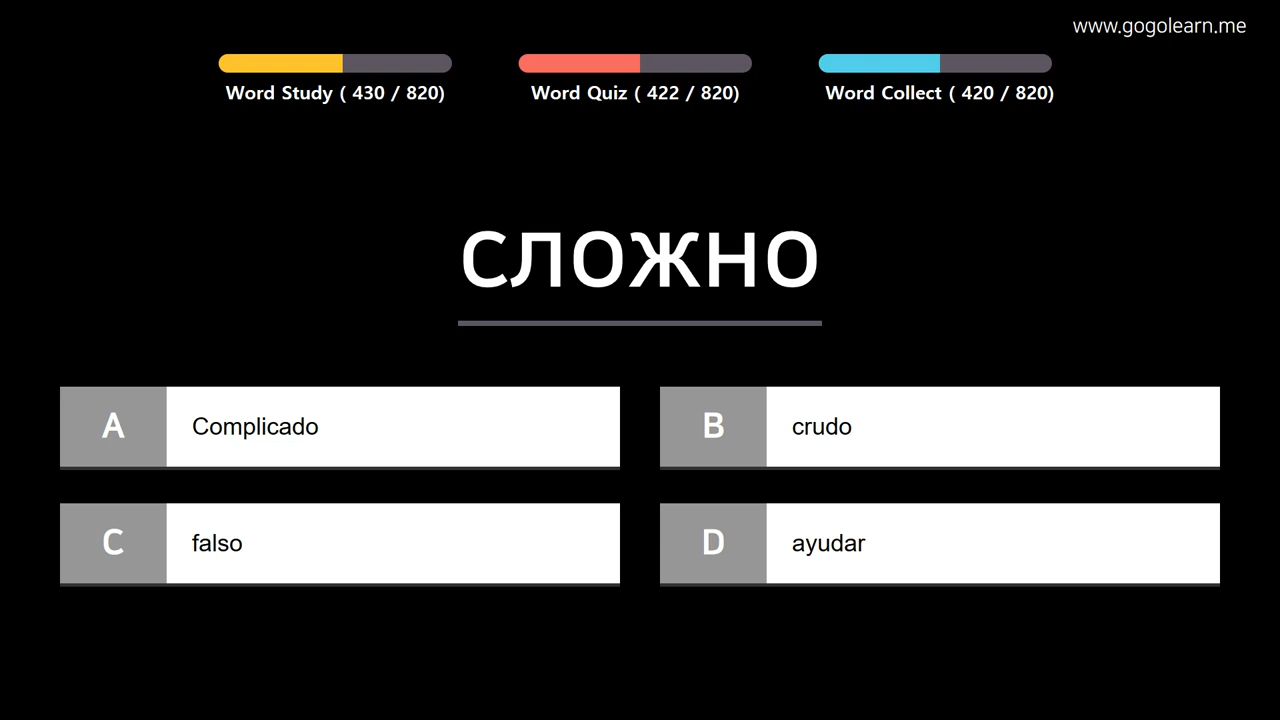 www.gogolearn.me
Word Study ( 430 / 820)
Word Quiz ( 422 / 820)
Word Collect ( 420 / 820)
сложно
A Complicado
B crudo
C falso
D ayudar